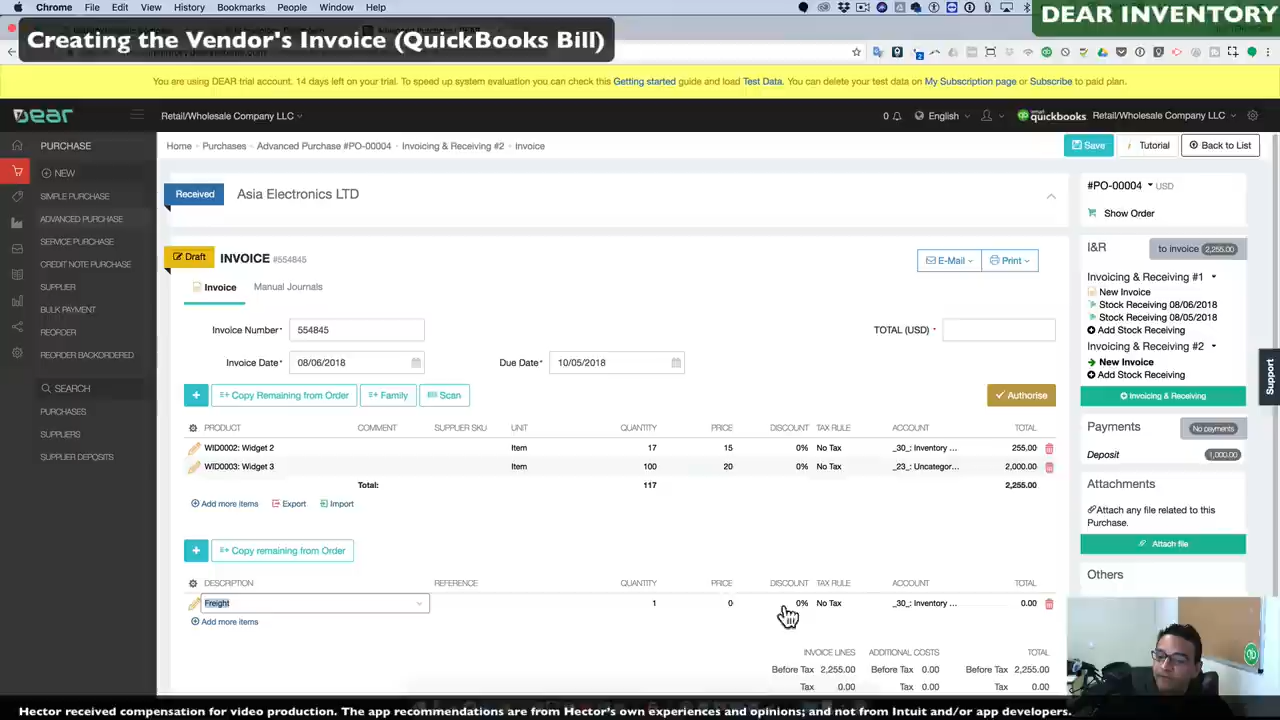 Chrome File Edit View History Bookmarks People Window Help
DEAR INVENTORY
Creating the Vendor's Invoice (QuickBooks Bill)
You are using DEAR trial account. 14 days left on your trial. To speed up system evaluation you can check this Getting started guide and load Test Data. You can delete your test data on My Subscription page or Subscribe to paid plan.
DEAR Retail/Wholesale Company LLC 0 English quickbooks Retail/Wholesale Company LLC
PURCHASE
NEW
SIMPLE PURCHASE
ADVANCED PURCHASE
SERVICE PURCHASE
CREDIT NOTE PURCHASE
SUPPLIER
BULK PAYMENT
REORDER
REORDER BACKORDERED
SEARCH
PURCHASES
SUPPLIERS
SUPPLIER DEPOSITS
Home · Purchases · Advanced Purchase #PO-00004 · Invoicing & Receiving #2 · Invoice
Save Tutorial Back to List
Received Asia Electronics LTD
Draft INVOICE #554845
E-Mail Print
Invoice Manual Journals
Invoice Number* 554845 TOTAL (USD) *
Invoice Date* 08/06/2018 Due Date* 10/05/2018
+ Copy Remaining from Order Family Scan Authorise
PRODUCT COMMENT SUPPLIER SKU UNIT QUANTITY PRICE DISCOUNT TAX RULE ACCOUNT TOTAL
WID0002: Widget 2 Item 17 15 0% No Tax _30_: Inventory ... 255.00
WID0003: Widget 3 Item 100 20 0% No Tax _23_: Uncategor... 2,000.00
Total: 117 2,255.00
Add more items Export Import
+ Copy remaining from Order
DESCRIPTION REFERENCE QUANTITY PRICE DISCOUNT TAX RULE ACCOUNT TOTAL
Freight 1 0 0% No Tax _30_: Inventory ... 0.00
Add more items
INVOICE LINES ADDITIONAL COSTS TOTAL
Before Tax 2,255.00 Before Tax 0.00 Before Tax 2,255.00
Tax 0.00 Tax 0.00 Tax 0.00
#PO-00004 USD
Show Order
I&R to invoice 2,255.00
Invoicing & Receiving #1
New Invoice
Stock Receiving 08/06/2018
Stock Receiving 08/05/2018
Add Stock Receiving
Invoicing & Receiving #2
New Invoice
Add Stock Receiving
Invoicing & Receiving
Payments No payments
Deposit 1,000.00
Attachments
Attach any file related to this
Purchase.
Attach file
Others
Support
Hector received compensation for video production. The app recommendations are from Hector's own experiences and opinions; and not from Intuit and/or app developers.